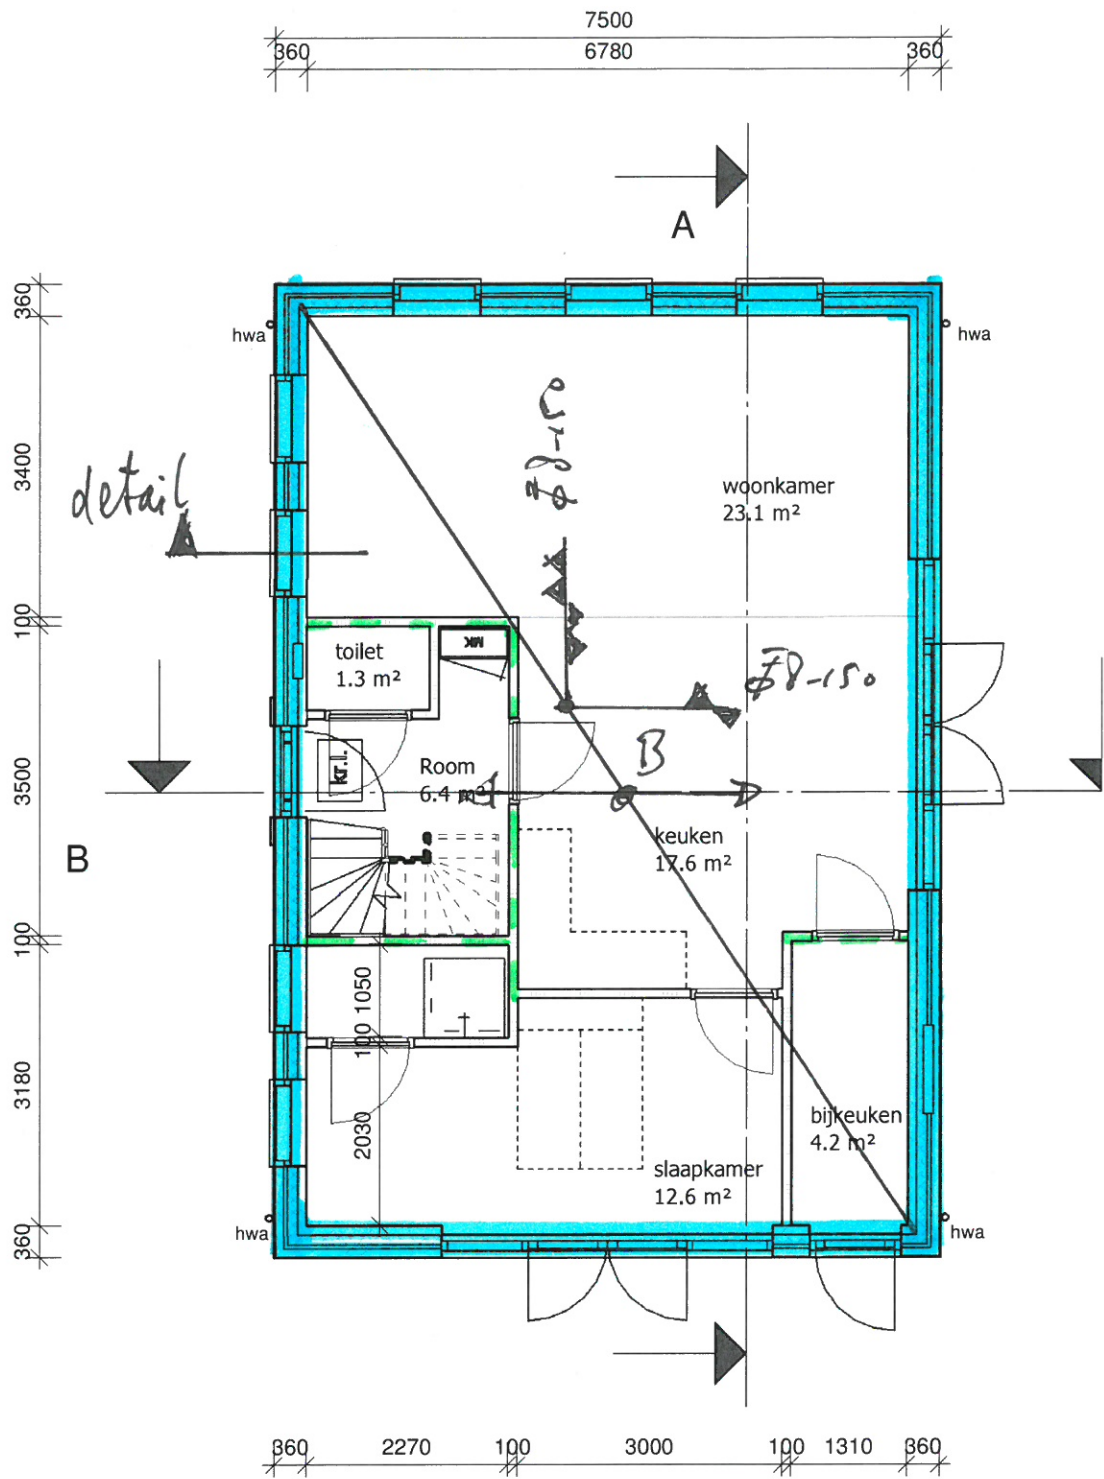 7500
360 6780 360
A
360
hwa
hwa
3400
detail
ø8-150
woonkamer
23.1 m²
100
toilet
1.3 m²
MK
ø8-150
B
Room
6.4 m²
kr.l.
3500
keuken
17.6 m²
B
100
1050
100
3180
2030
bijkeuken
4.2 m²
slaapkamer
12.6 m²
hwa
hwa
360
360 2270 100 3000 100 1310 360